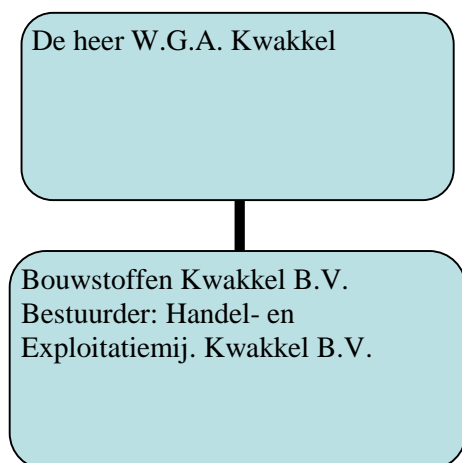 De heer W.G.A. Kwakkel
Bouwstoffen Kwakkel B.V.
Bestuurder: Handel- en
Exploitatiemij. Kwakkel B.V.